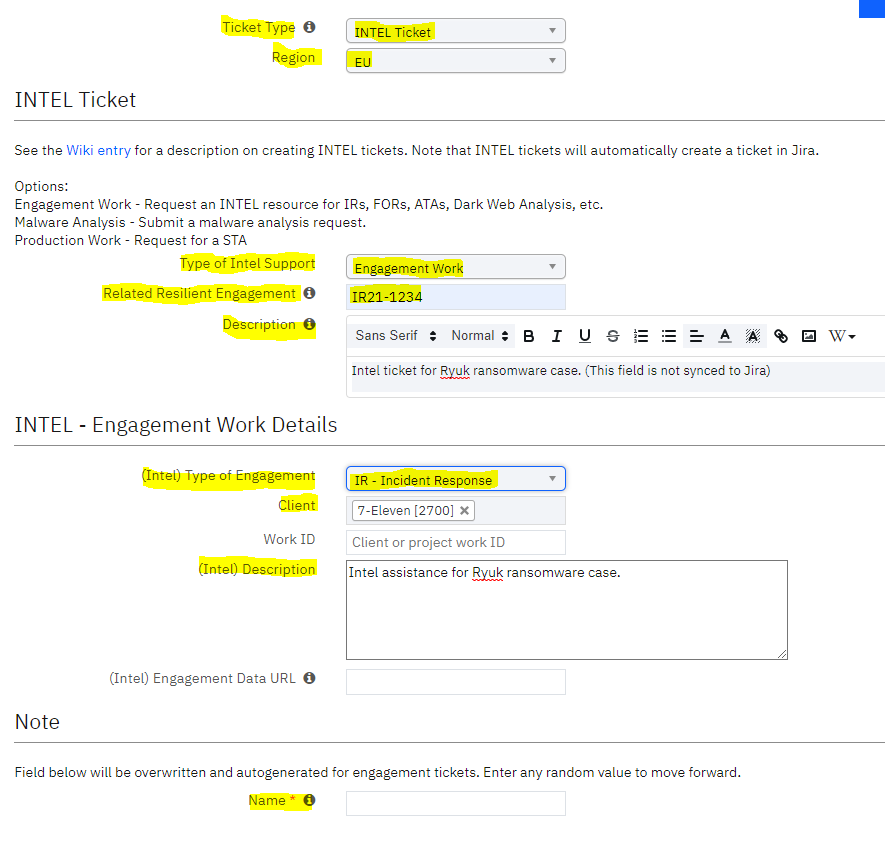 Ticket Type INTEL Ticket
Region EU
INTEL Ticket
See the Wiki entry for a description on creating INTEL tickets. Note that INTEL tickets will automatically create a ticket in Jira.
Options:
Engagement Work - Request an INTEL resource for IRs, FORs, ATAs, Dark Web Analysis, etc.
Malware Analysis - Submit a malware analysis request.
Production Work - Request for a STA
Type of Intel Support Engagement Work
Related Resilient Engagement IR21-1234
Description Sans Serif Normal B I U S A A W
Intel ticket for Ryuk ransomware case. (This field is not synced to Jira)
INTEL - Engagement Work Details
(Intel) Type of Engagement IR - Incident Response
Client 7-Eleven [2700] ×
Work ID Client or project work ID
(Intel) Description Intel assistance for Ryuk ransomware case.
(Intel) Engagement Data URL
Note
Field below will be overwritten and autogenerated for engagement tickets. Enter any random value to move forward.
Name *